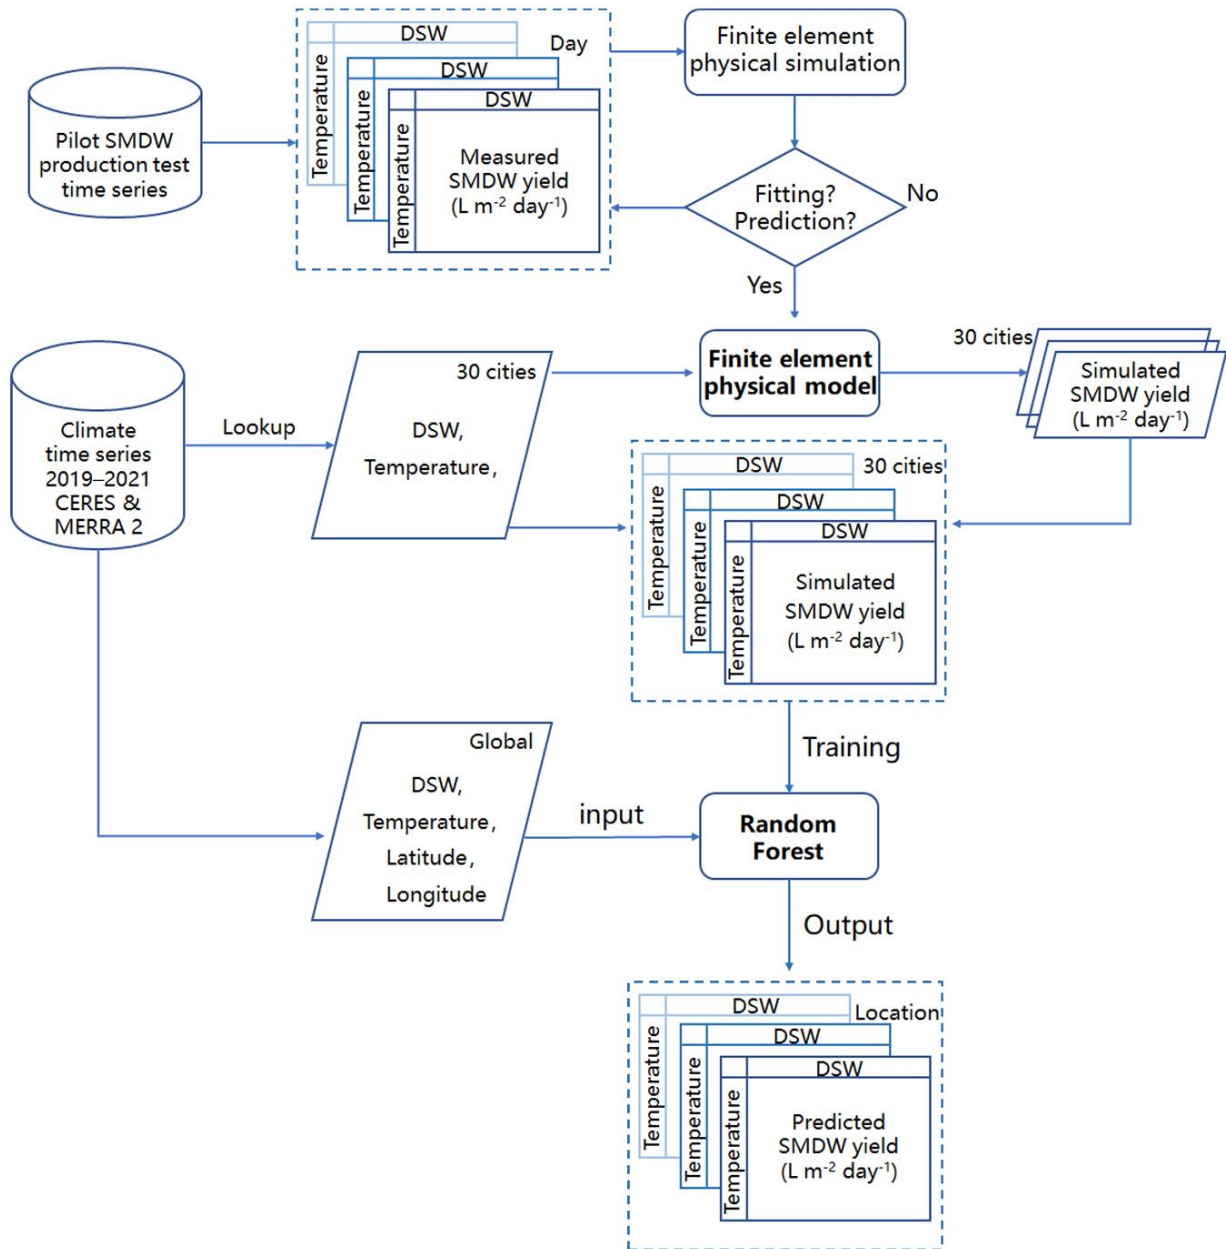 DSW
Day
Temperature
DSW
Temperature
DSW
Temperature
Measured
SMDW yield
(L m⁻² day⁻¹)
Finite element
physical simulation
Pilot SMDW
production test
time series
Fitting?
Prediction?
No
Yes
Climate
time series
2019–2021
CERES &
MERRA 2
Lookup
30 cities
DSW,
Temperature,
Finite element
physical model
30 cities
Simulated
SMDW yield
(L m⁻² day⁻¹)
DSW
30 cities
Temperature
DSW
Temperature
DSW
Temperature
Simulated
SMDW yield
(L m⁻² day⁻¹)
Training
Global
DSW,
Temperature,
Latitude,
Longitude
input
Random
Forest
Output
DSW
Location
Temperature
DSW
Temperature
DSW
Temperature
Predicted
SMDW yield
(L m⁻² day⁻¹)